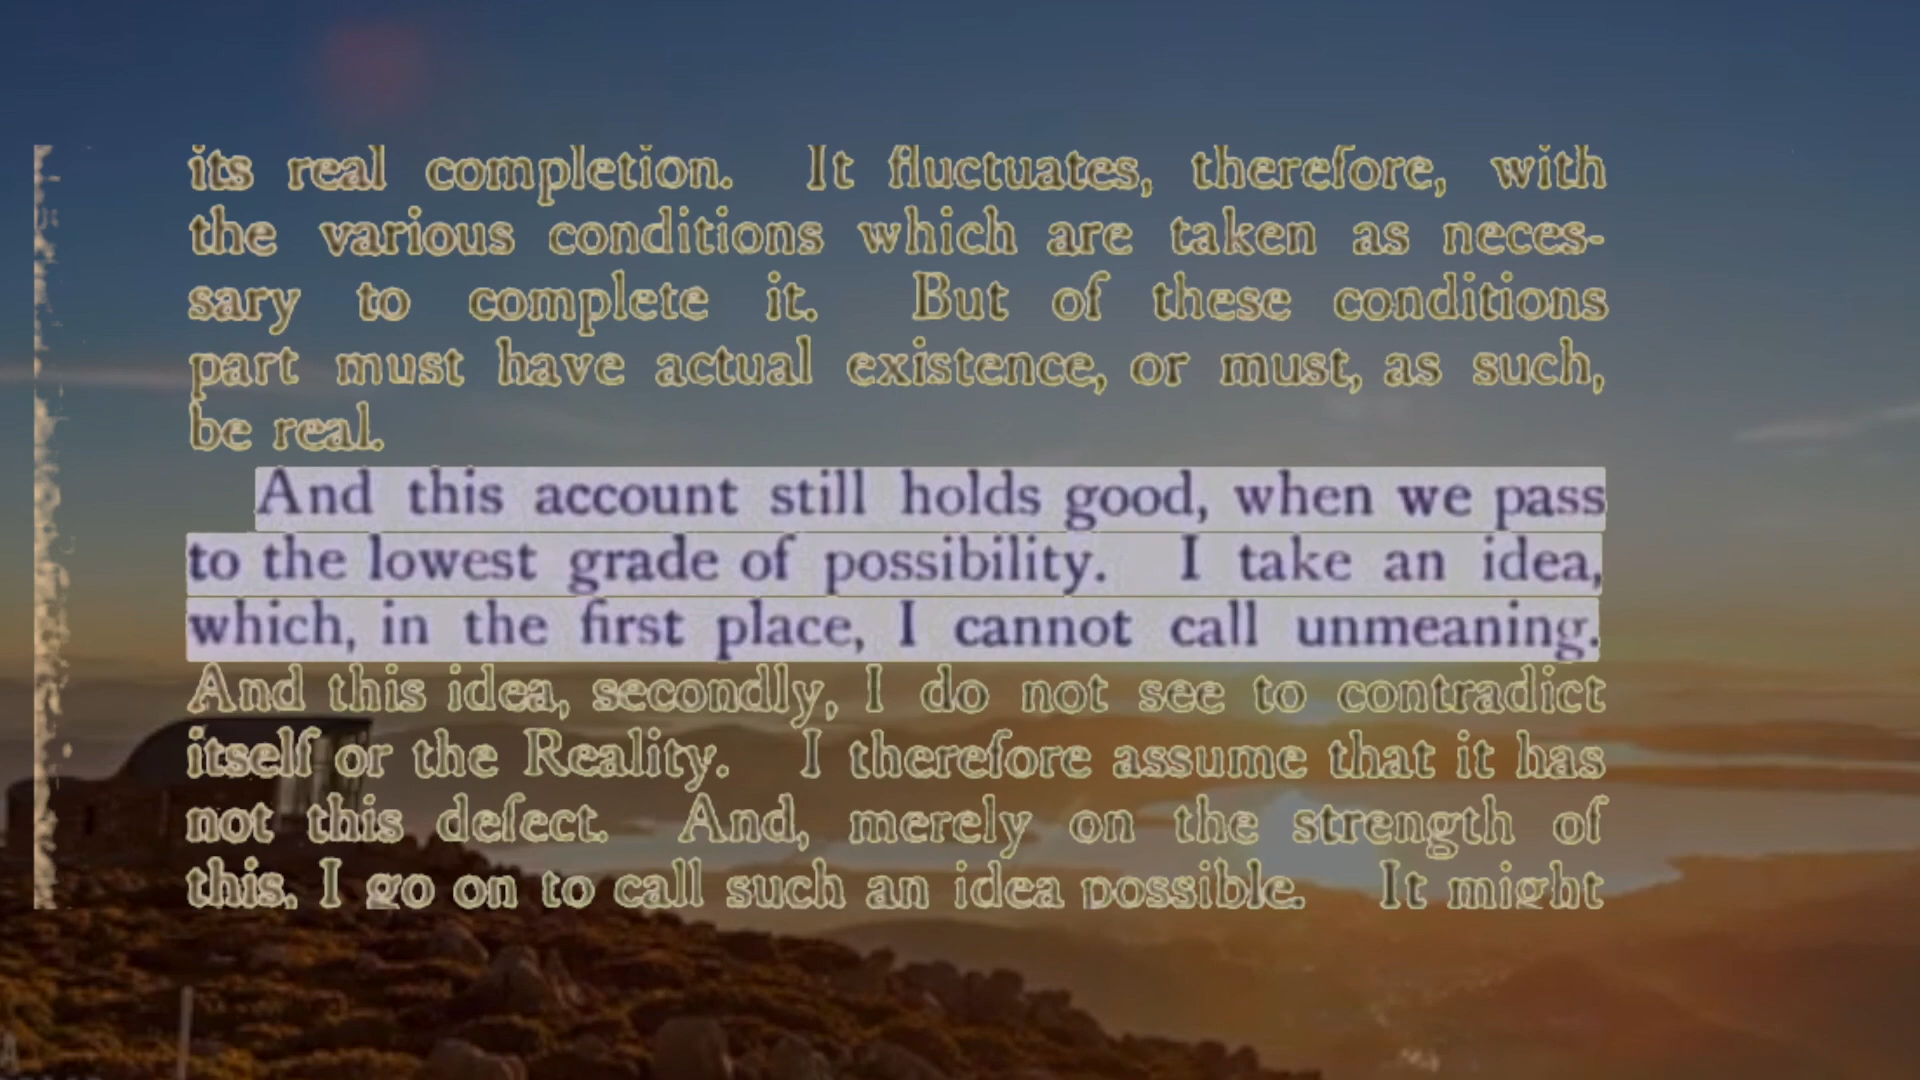 its real completion. It fluctuates, therefore, with
the various conditions which are taken as neces-
sary to complete it. But of these conditions
part must have actual existence, or must, as such,
be real.
And this account still holds good, when we pass
to the lowest grade of possibility. I take an idea,
which, in the first place, I cannot call unmeaning.
And this idea, secondly, I do not see to contradict
itself or the Reality. I therefore assume that it has
not this defect. And, merely on the strength of
this, I go on to call such an idea possible. It might